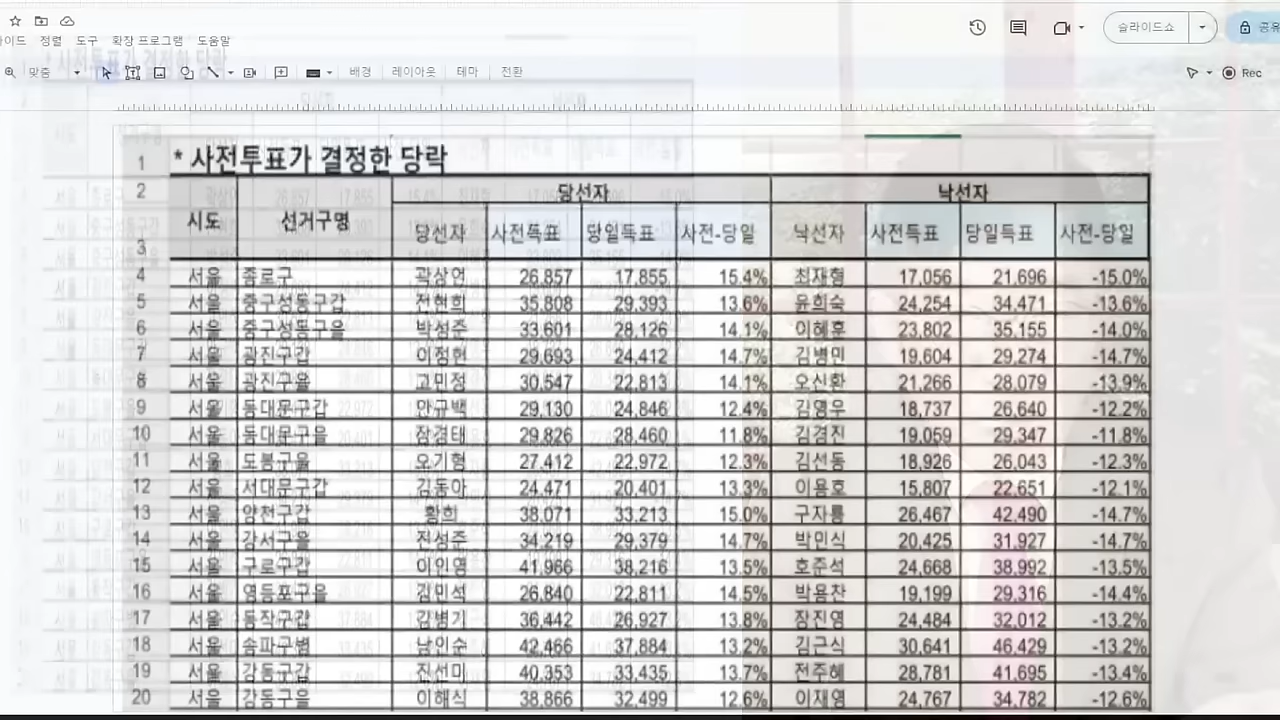 정렬 도구 확장 프로그램 도움말
슬라이드쇼
맞춤 배경 레이아웃 테마 전환 Rec
1 * 사전투표가 결정한 당락
2 시도 선거구명 당선자 낙선자
3 당선자 사전득표 당일득표 사전-당일 낙선자 사전득표 당일득표 사전-당일
4 서울 종로구 곽상언 26,857 17,855 15.4% 최재형 17,056 21,696 -15.0%
5 서울 중구성동구갑 전현희 35,808 29,393 13.6% 윤희숙 24,254 34,471 -13.6%
6 서울 중구성동구을 박성준 33,601 28,126 14.1% 이혜훈 23,802 35,155 -14.0%
7 서울 광진구갑 이정헌 29,693 24,412 14.7% 김병민 19,604 29,274 -14.7%
8 서울 광진구을 고민정 30,547 22,813 14.1% 오신환 21,266 28,079 -13.9%
9 서울 동대문구갑 안규백 29,130 24,846 12.4% 김영우 18,737 26,640 -12.2%
10 서울 동대문구을 장경태 29,826 28,460 11.8% 김경진 19,059 29,347 -11.8%
11 서울 도봉구을 오기형 27,412 22,972 12.3% 김선동 18,926 26,043 -12.3%
12 서울 서대문구갑 김동아 24,471 20,401 13.3% 이용호 15,807 22,651 -12.1%
13 서울 양천구갑 황희 38,071 33,213 15.0% 구자룡 26,467 42,490 -14.7%
14 서울 강서구을 진성준 34,219 29,379 14.7% 박민식 20,425 31,927 -14.7%
15 서울 구로구갑 이인영 41,966 38,216 13.5% 호준석 24,668 38,992 -13.5%
16 서울 영등포구을 김민석 26,840 22,811 14.5% 박용찬 19,199 29,316 -14.4%
17 서울 동작구갑 김병기 36,442 26,927 13.8% 장진영 24,484 32,012 -13.2%
18 서울 송파구병 남인순 42,466 37,884 13.2% 김근식 30,641 46,429 -13.2%
19 서울 강동구갑 진선미 40,353 33,435 13.7% 전주혜 28,781 41,695 -13.4%
20 서울 강동구을 이해식 38,866 32,499 12.6% 이재영 24,767 34,782 -12.6%